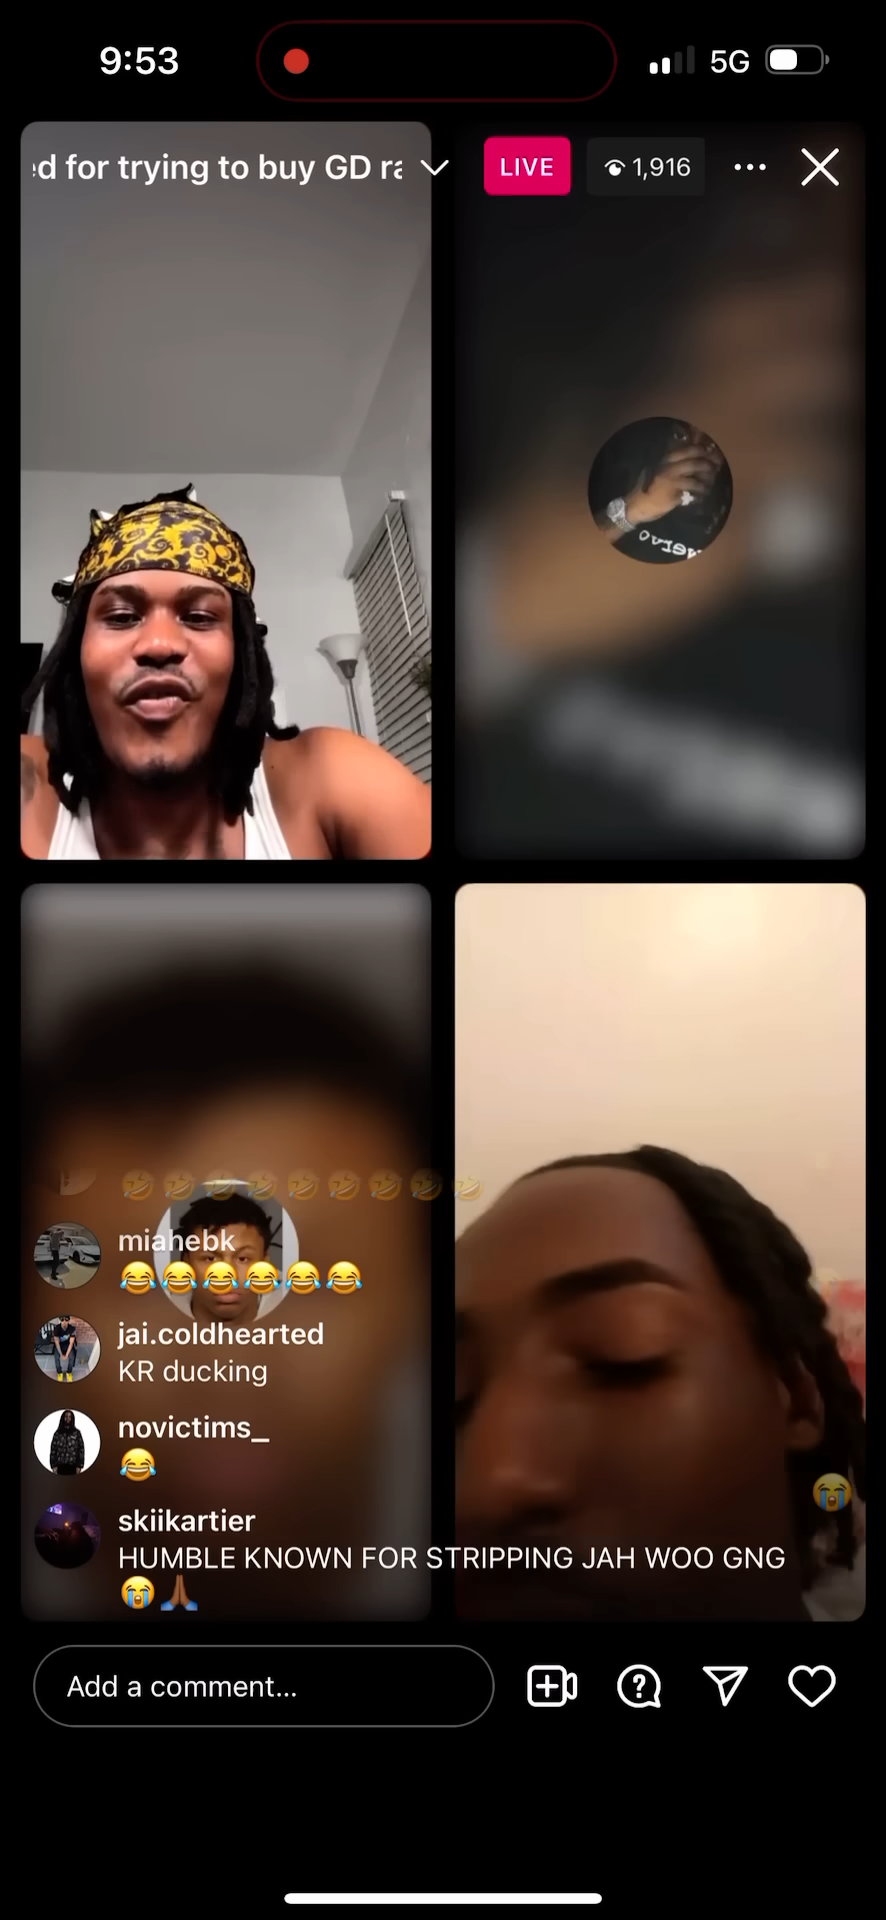 9:53
5G
d for trying to buy GD ra
LIVE
1,916
miahebk
😂😂😂😂😂😂
jai.coldhearted
KR ducking
novictims_
😂
skiikartier
HUMBLE KNOWN FOR STRIPPING JAH WOO GNG
😭🙏🏾
Add a comment...